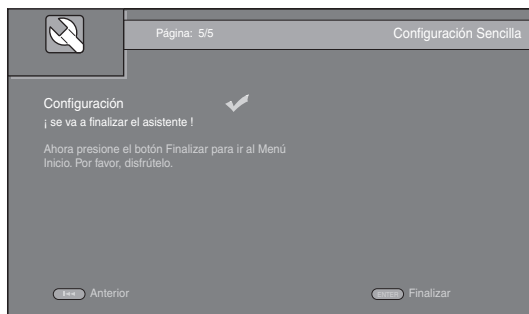 Página: 5/5
Configuración Sencilla
Configuración
¡ se va a finalizar el asistente !
Ahora presione el botón Finalizar para ir al Menú
Inicio. Por favor, disfrútelo.
Anterior
ENTER Finalizar